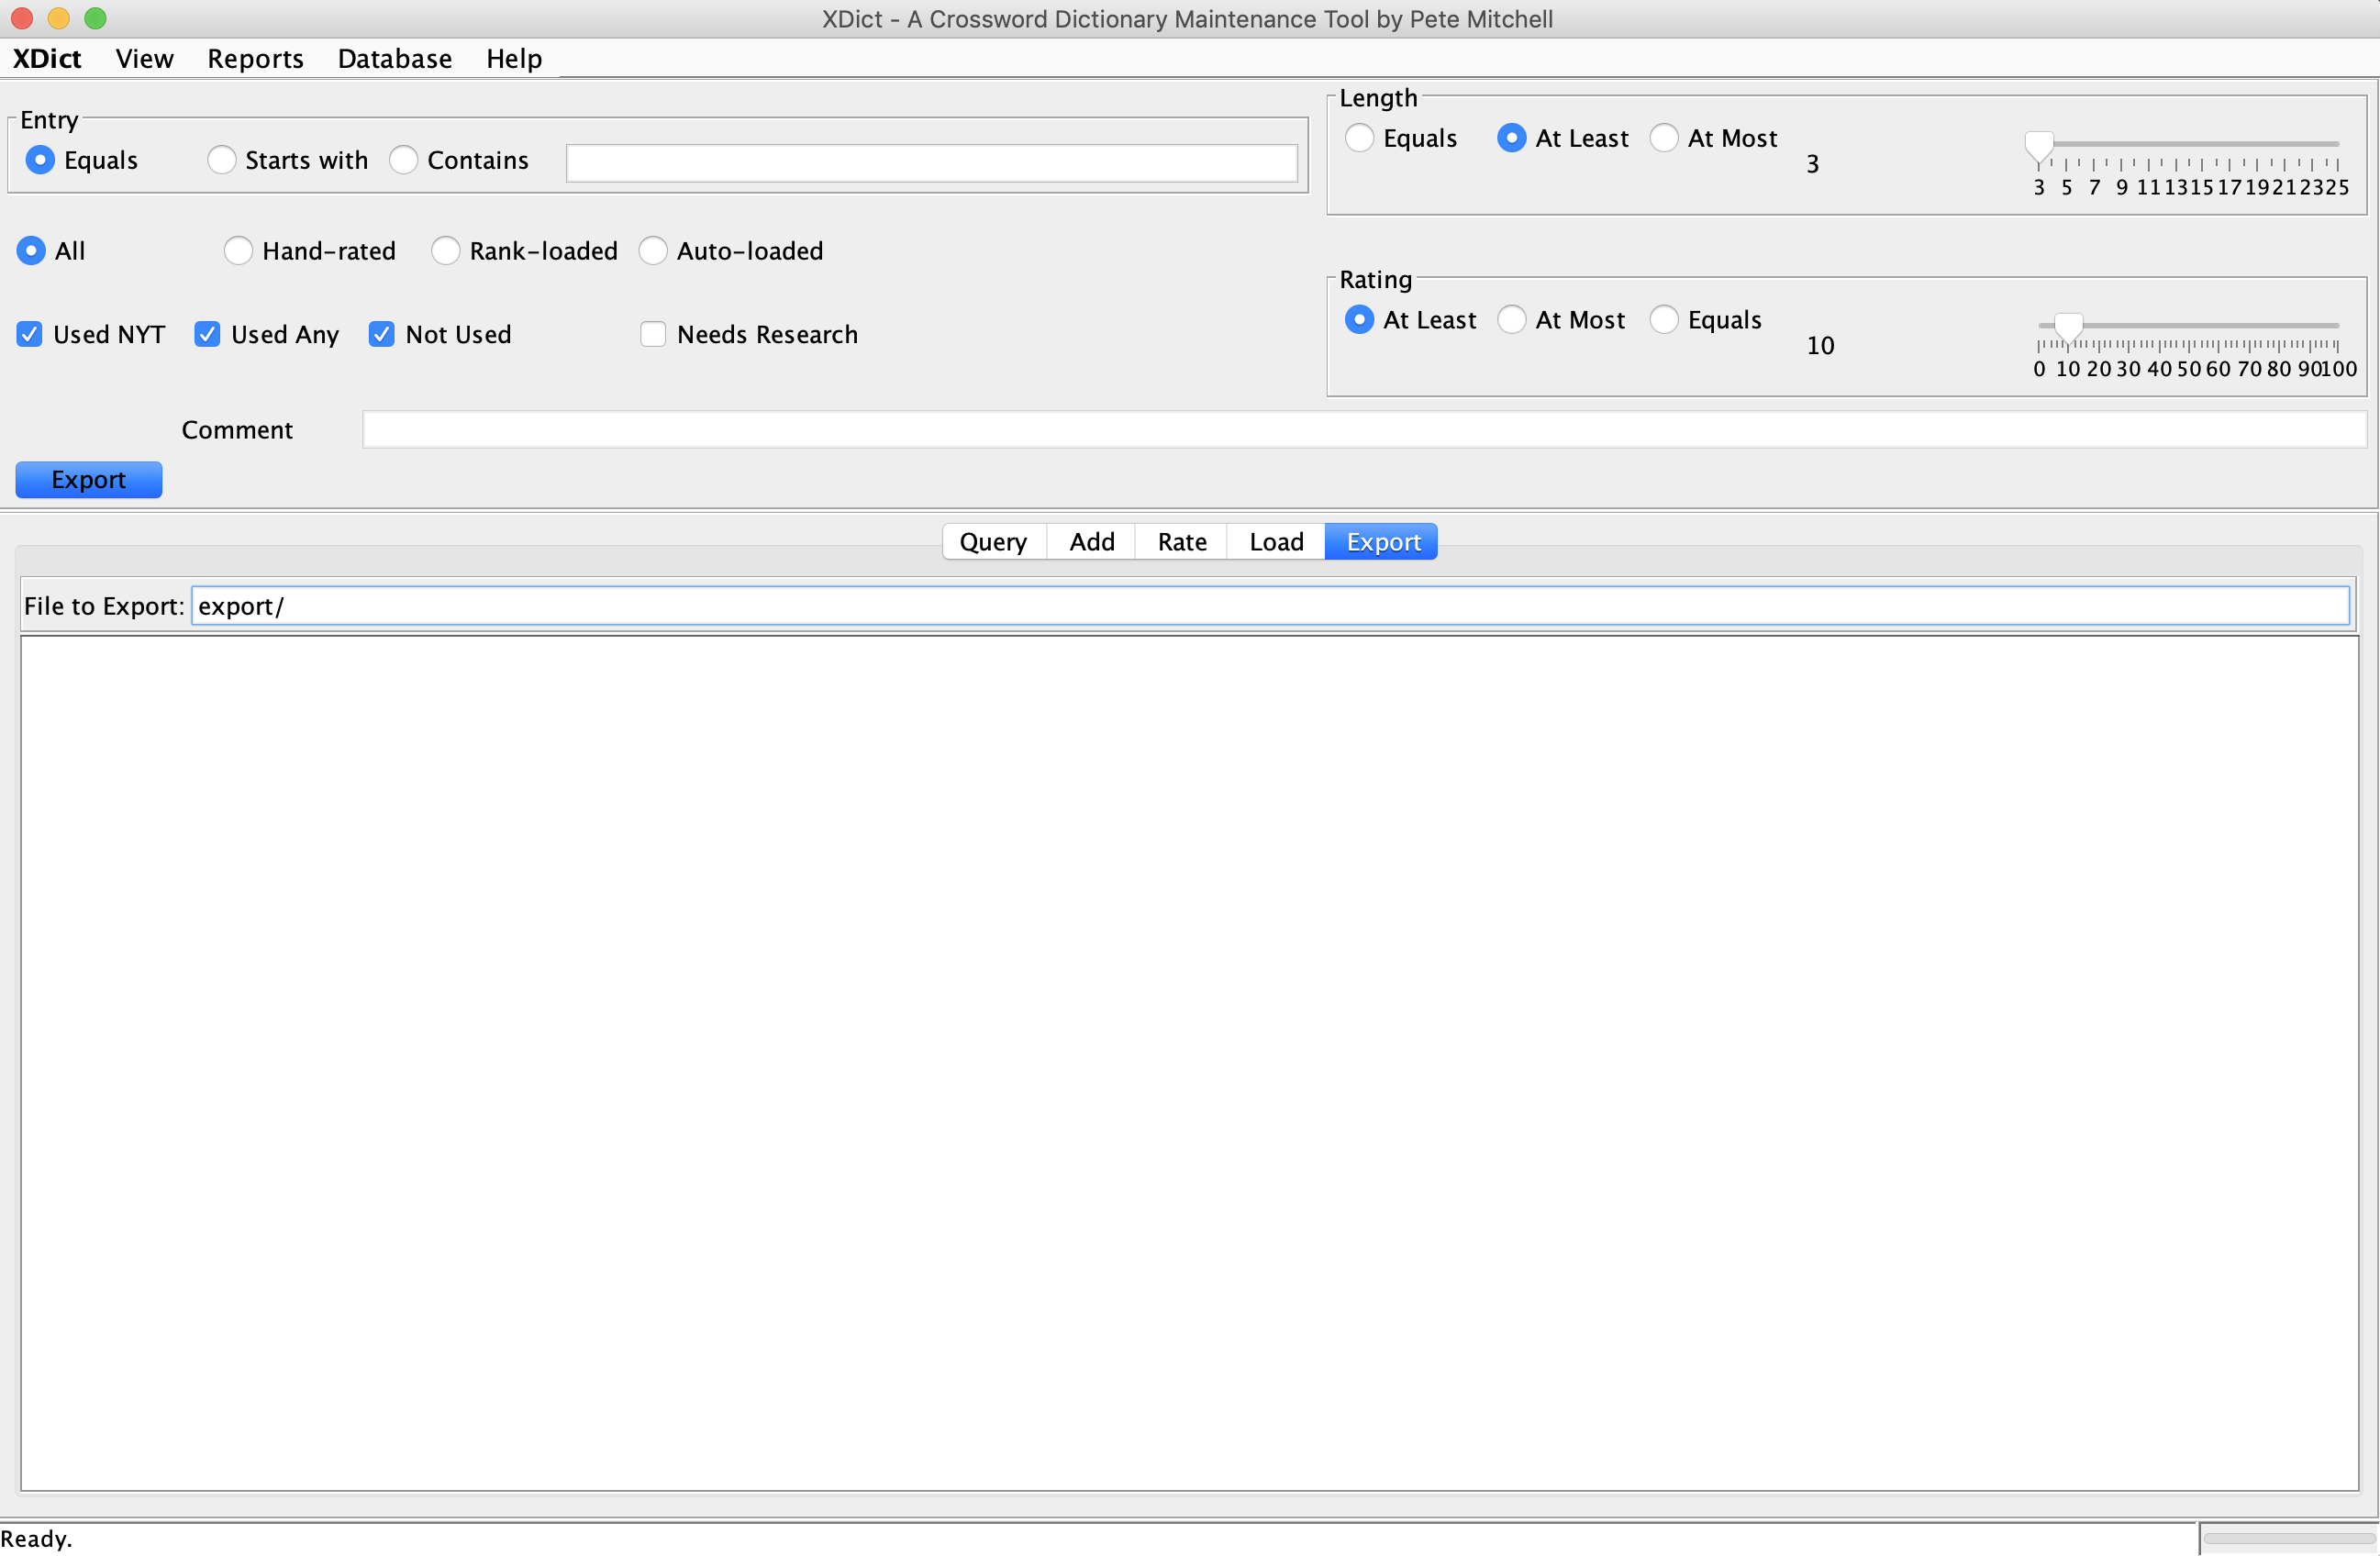 XDict - A Crossword Dictionary Maintenance Tool by Pete Mitchell
XDict View Reports Database Help
Entry
Equals Starts with Contains
Length
Equals At Least At Most
3
3 5 7 9 11 13 15 17 19 21 23 25
All Hand-rated Rank-loaded Auto-loaded
Rating
At Least At Most Equals
10
0 10 20 30 40 50 60 70 80 90 100
Used NYT Used Any Not Used Needs Research
Comment
Export
Query Add Rate Load Export
File to Export: export/
Ready.